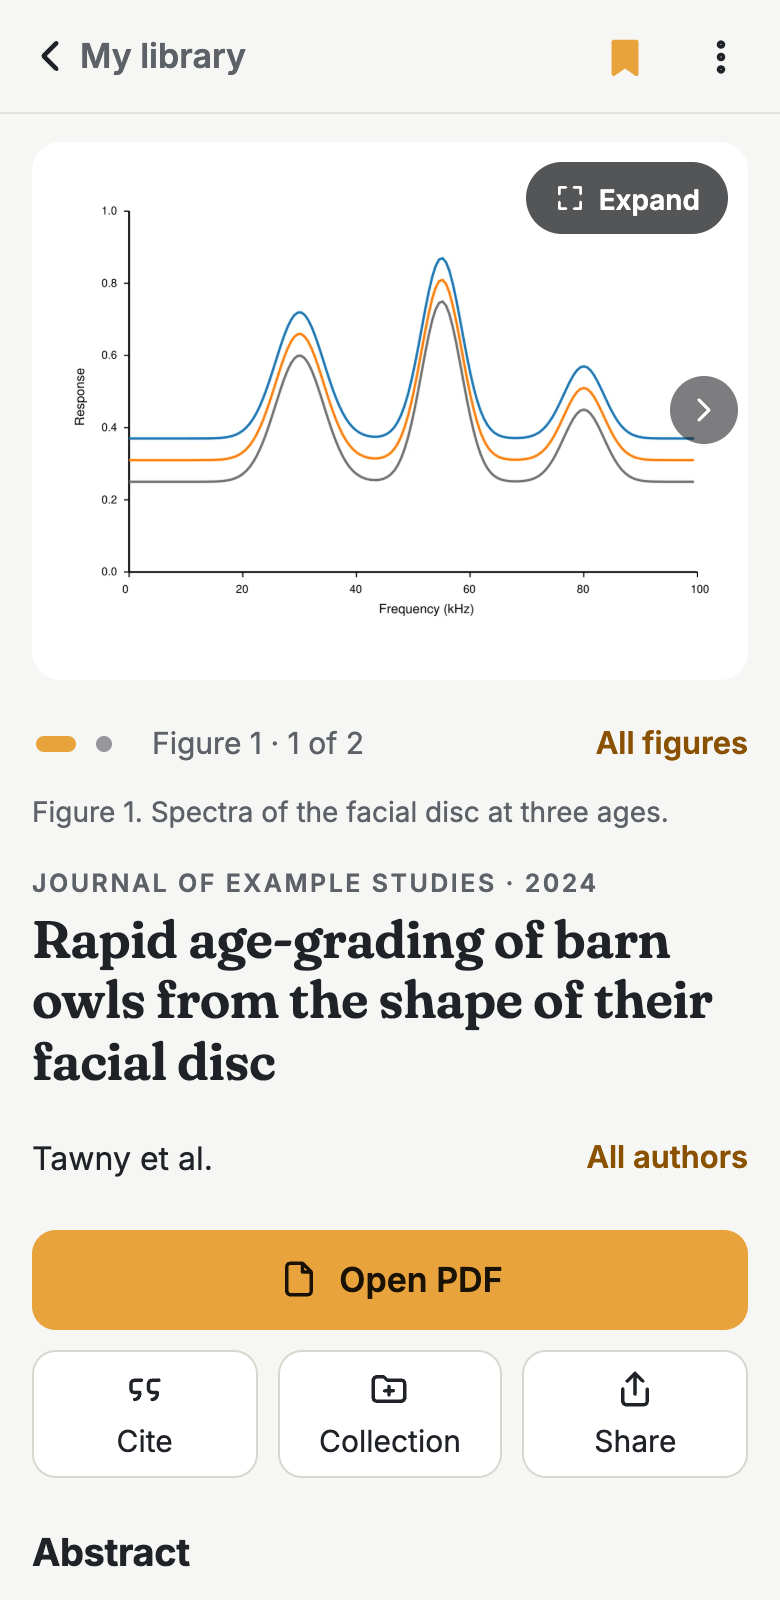 My library
Expand
1.0
0.8
0.6
0.4
0.2
0.0
Response
0 20 40 60 80 100
Frequency (kHz)
Figure 1 · 1 of 2
All figures
Figure 1. Spectra of the facial disc at three ages.
JOURNAL OF EXAMPLE STUDIES · 2024
Rapid age-grading of barn
owls from the shape of their
facial disc
Tawny et al.
All authors
Open PDF
Cite
Collection
Share
Abstract